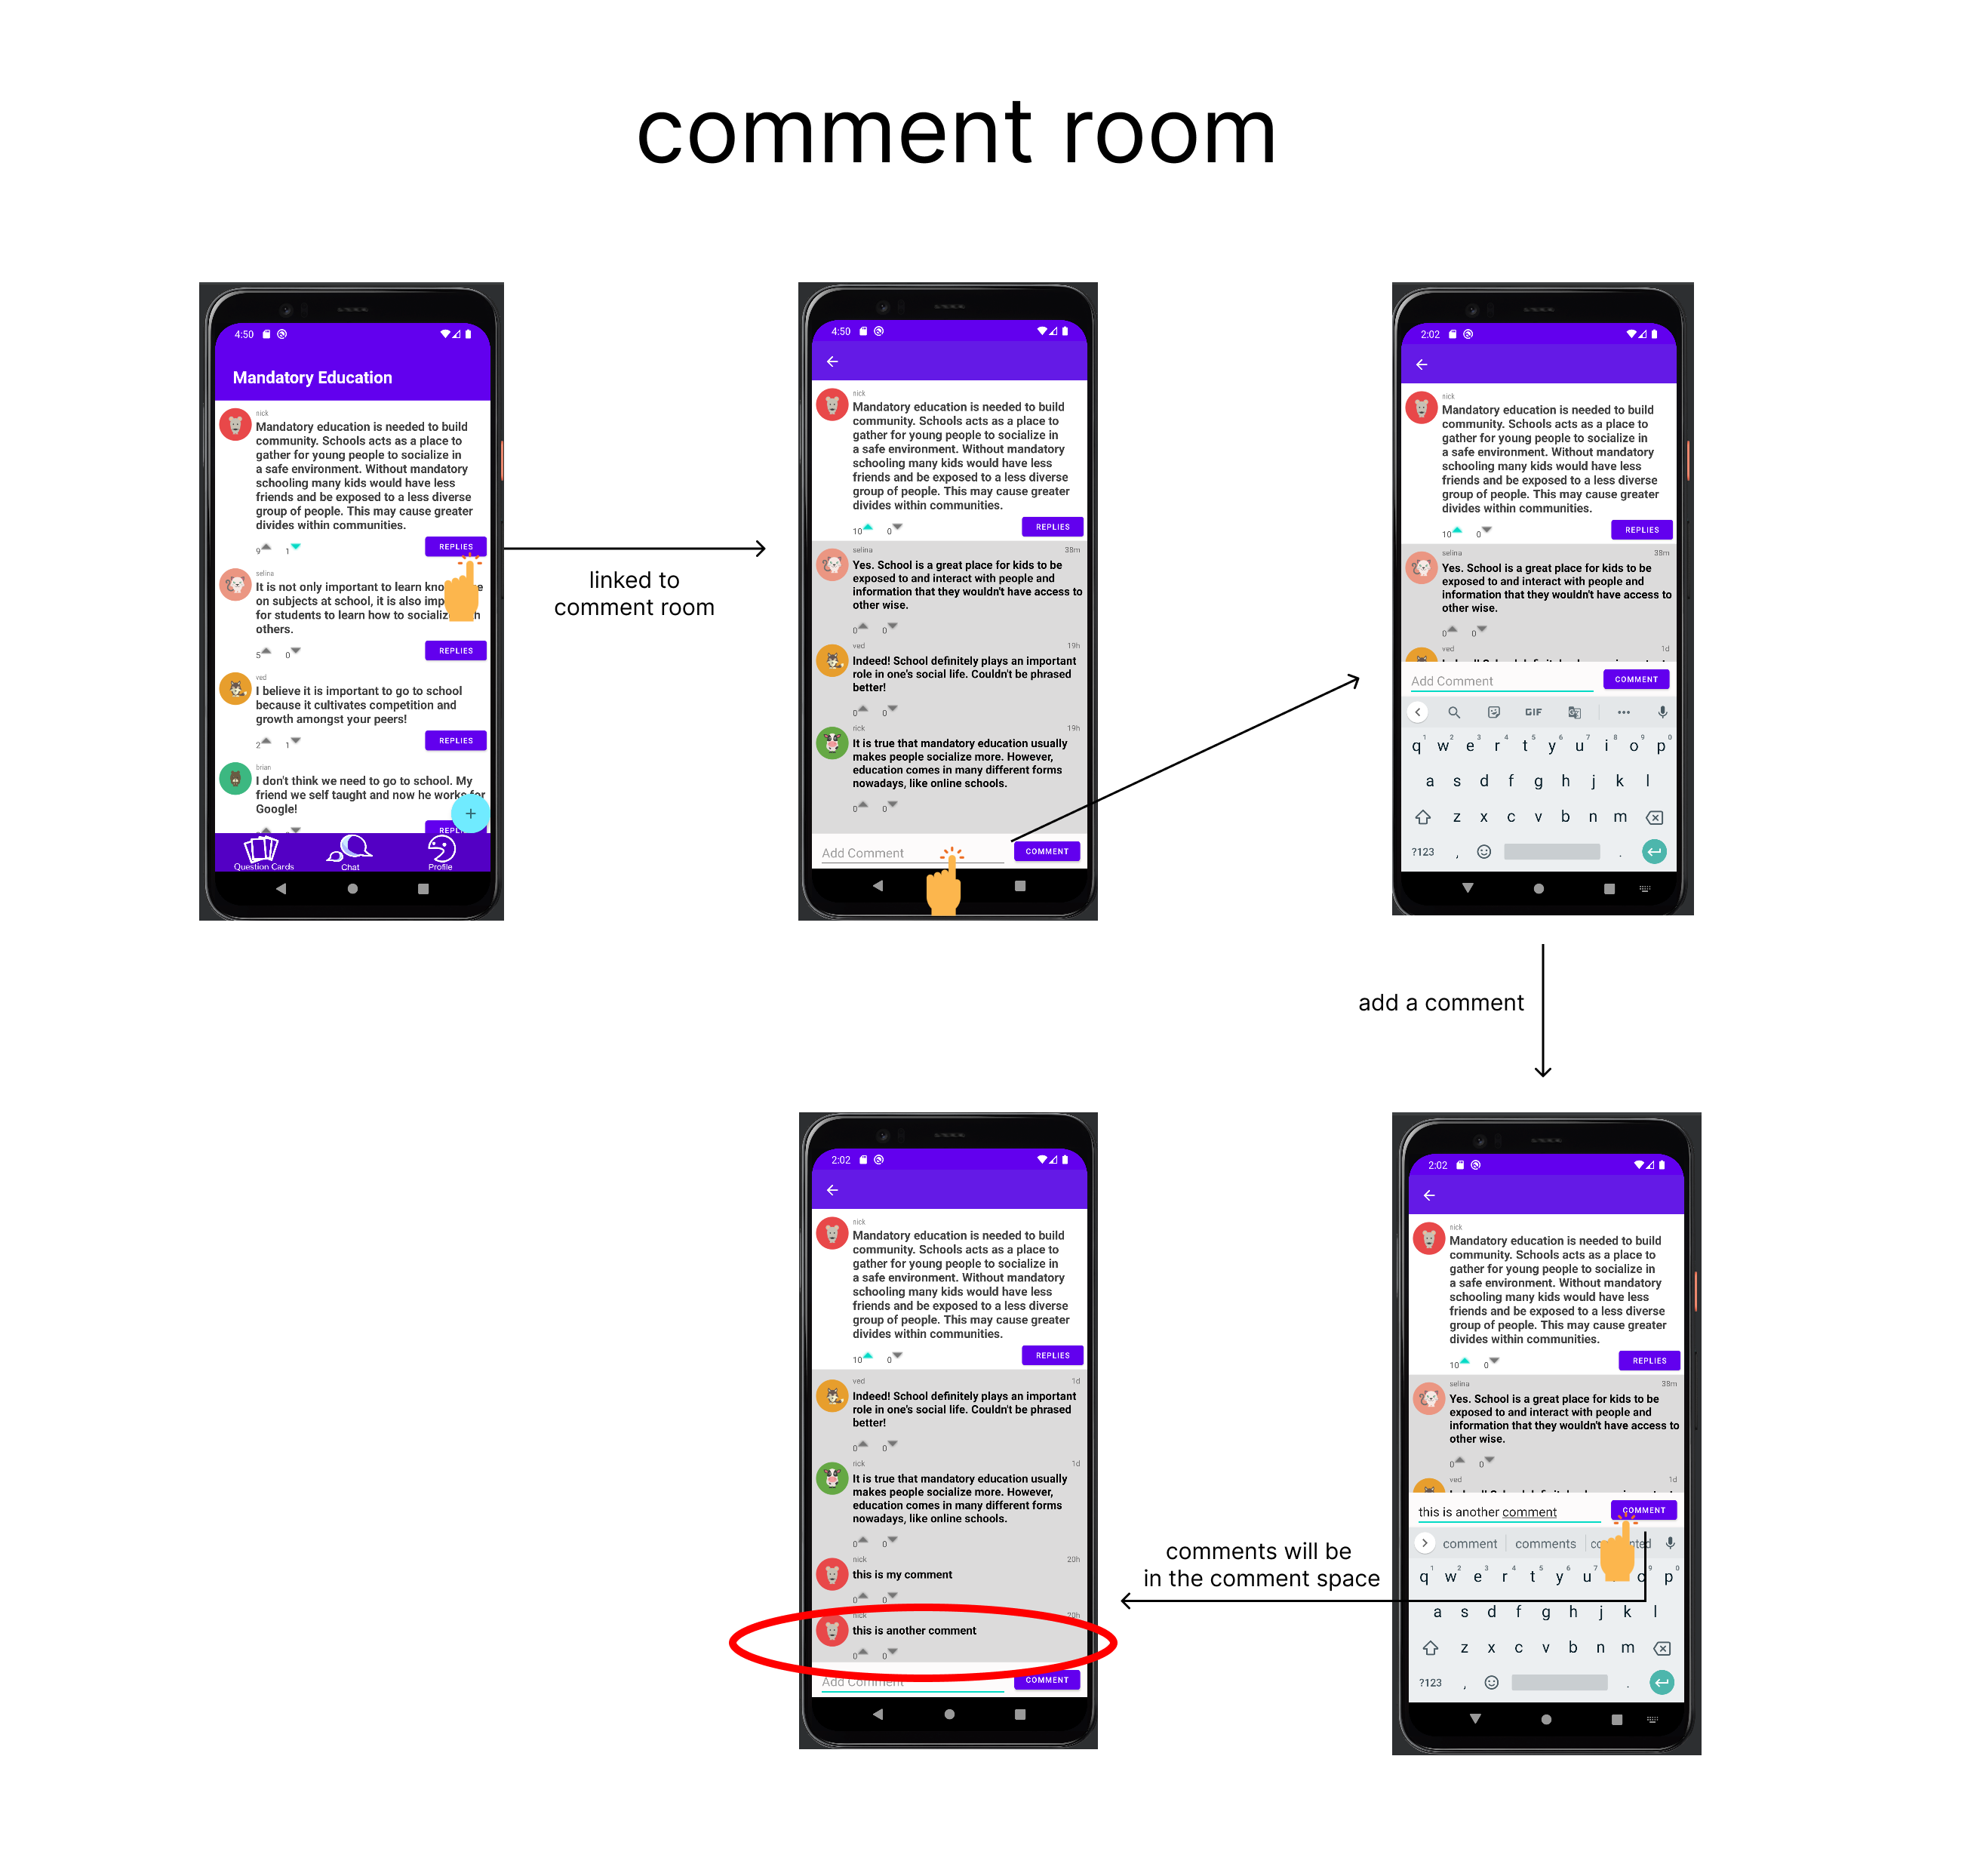 comment room
4:50
Mandatory Education
nick
Mandatory education is needed to build
community. Schools acts as a place to
gather for young people to socialize in
a safe environment. Without mandatory
schooling many kids would have less
friends and be exposed to a less diverse
group of people. This may cause greater
divides within communities.
9 1 REPLIES
selina
It is not only important to learn
on subjects at school, it is also
for students to learn how to
others.
5 0 REPLIES
ved
I believe it is important to go to school
because it cultivates competition and
growth amongst your peers!
2 1 REPLIES
brian
I don't think we need to go to school. My
friend we self taught and now he works for
Google!
+
Question Cards Chat Profile
linked to
comment room
4:50
nick
Mandatory education is needed to build
community. Schools acts as a place to
gather for young people to socialize in
a safe environment. Without mandatory
schooling many kids would have less
friends and be exposed to a less diverse
group of people. This may cause greater
divides within communities.
10 0 REPLIES
selina 38m
Yes. School is a great place for kids to be
exposed to and interact with people and
information that they wouldn't have access to
other wise.
0 0
ved 19h
Indeed! School definitely plays an important
role in one's social life. Couldn't be phrased
better!
0 0
rick 19h
It is true that mandatory education usually
makes people socialize more. However,
education comes in many different forms
nowadays, like online schools.
0 0
Add Comment COMMENT
2:02
nick
Mandatory education is needed to build
community. Schools acts as a place to
gather for young people to socialize in
a safe environment. Without mandatory
schooling many kids would have less
friends and be exposed to a less diverse
group of people. This may cause greater
divides within communities.
10 0 REPLIES
selina 38m
Yes. School is a great place for kids to be
exposed to and interact with people and
information that they wouldn't have access to
other wise.
0 0
ved 1d
Add Comment COMMENT
GIF
q1 w2 e3 r4 t5 y6 u7 i8 o9 p0
a s d f g h j k l
z x c v b n m
?123 , .
add a comment
2:02
nick
Mandatory education is needed to build
community. Schools acts as a place to
gather for young people to socialize in
a safe environment. Without mandatory
schooling many kids would have less
friends and be exposed to a less diverse
group of people. This may cause greater
divides within communities.
10 0 REPLIES
selina 38m
Yes. School is a great place for kids to be
exposed to and interact with people and
information that they wouldn't have access to
other wise.
0 0
ved 1d
this is another comment COMMENT
comment comments
q1 w2 e3 r4 t5 y6 u7 o9 p0
a s d f g h j k l
z x c v b n m
?123 , .
comments will be
in the comment space
2:02
nick
Mandatory education is needed to build
community. Schools acts as a place to
gather for young people to socialize in
a safe environment. Without mandatory
schooling many kids would have less
friends and be exposed to a less diverse
group of people. This may cause greater
divides within communities.
10 0 REPLIES
ved 1d
Indeed! School definitely plays an important
role in one's social life. Couldn't be phrased
better!
0 0
rick 1d
It is true that mandatory education usually
makes people socialize more. However,
education comes in many different forms
nowadays, like online schools.
0 0
nick 20h
this is my comment
0 0
nick 20h
this is another comment
0 0
Add Comment COMMENT